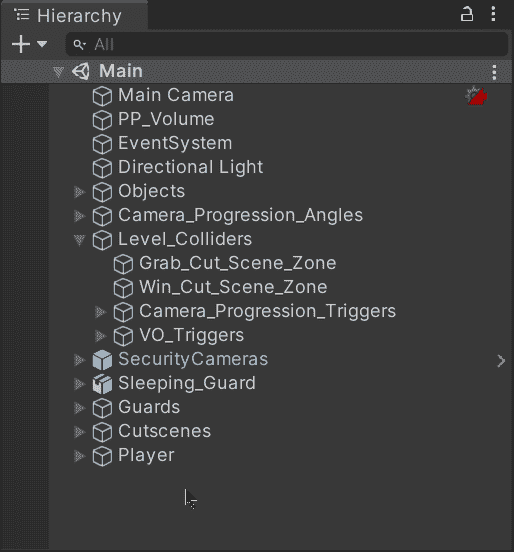 Hierarchy
All
Main
Main Camera
PP_Volume
EventSystem
Directional Light
Objects
Camera_Progression_Angles
Level_Colliders
Grab_Cut_Scene_Zone
Win_Cut_Scene_Zone
Camera_Progression_Triggers
VO_Triggers
SecurityCameras
Sleeping_Guard
Guards
Cutscenes
Player